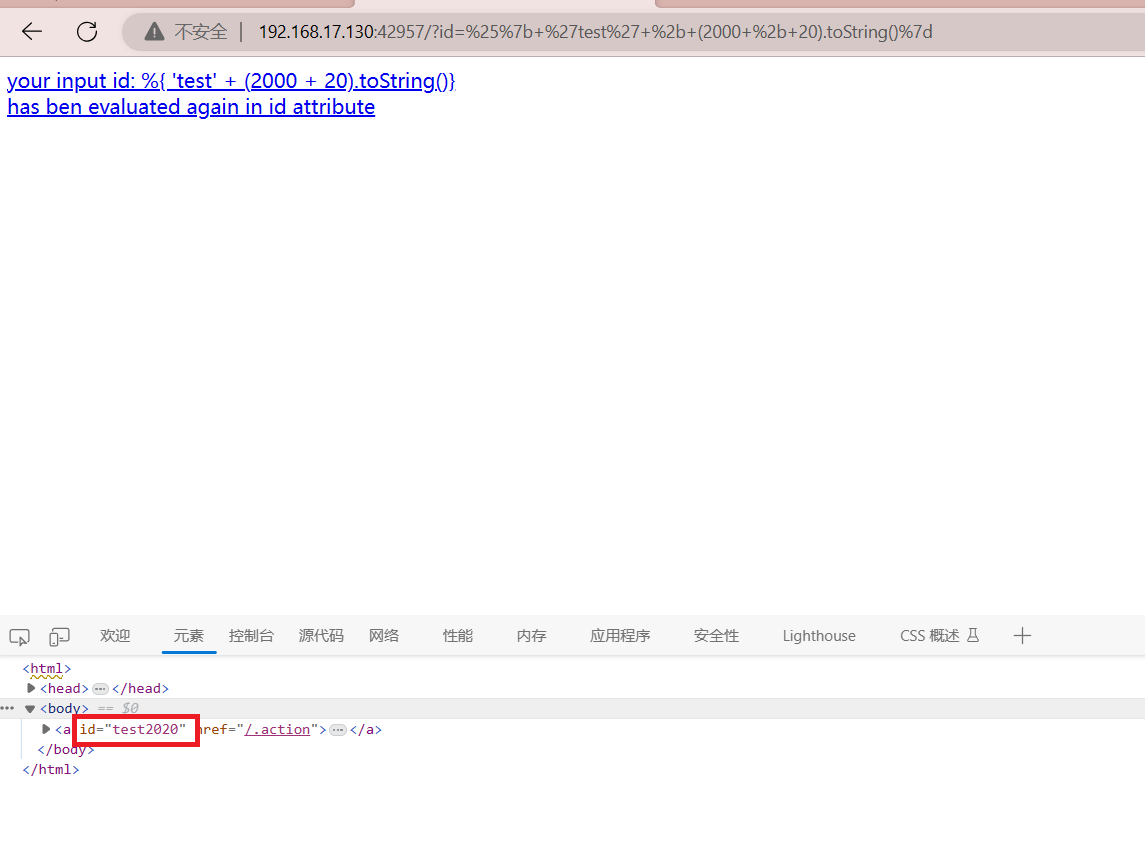 不安全 | 192.168.17.130:42957/?id=%25%7b+%27test%27+%2b+(2000+%2b+20).toString()%7d
your input id: %{ 'test' + (2000 + 20).toString()}
has ben evaluated again in id attribute
欢迎 元素 控制台 源代码 网络 性能 内存 应用程序 安全性 Lighthouse CSS 概述
<html>
<head> ••• </head>
••• <body> == $0
<a id="test2020" href="/.action"> ••• </a>
</body>
</html>